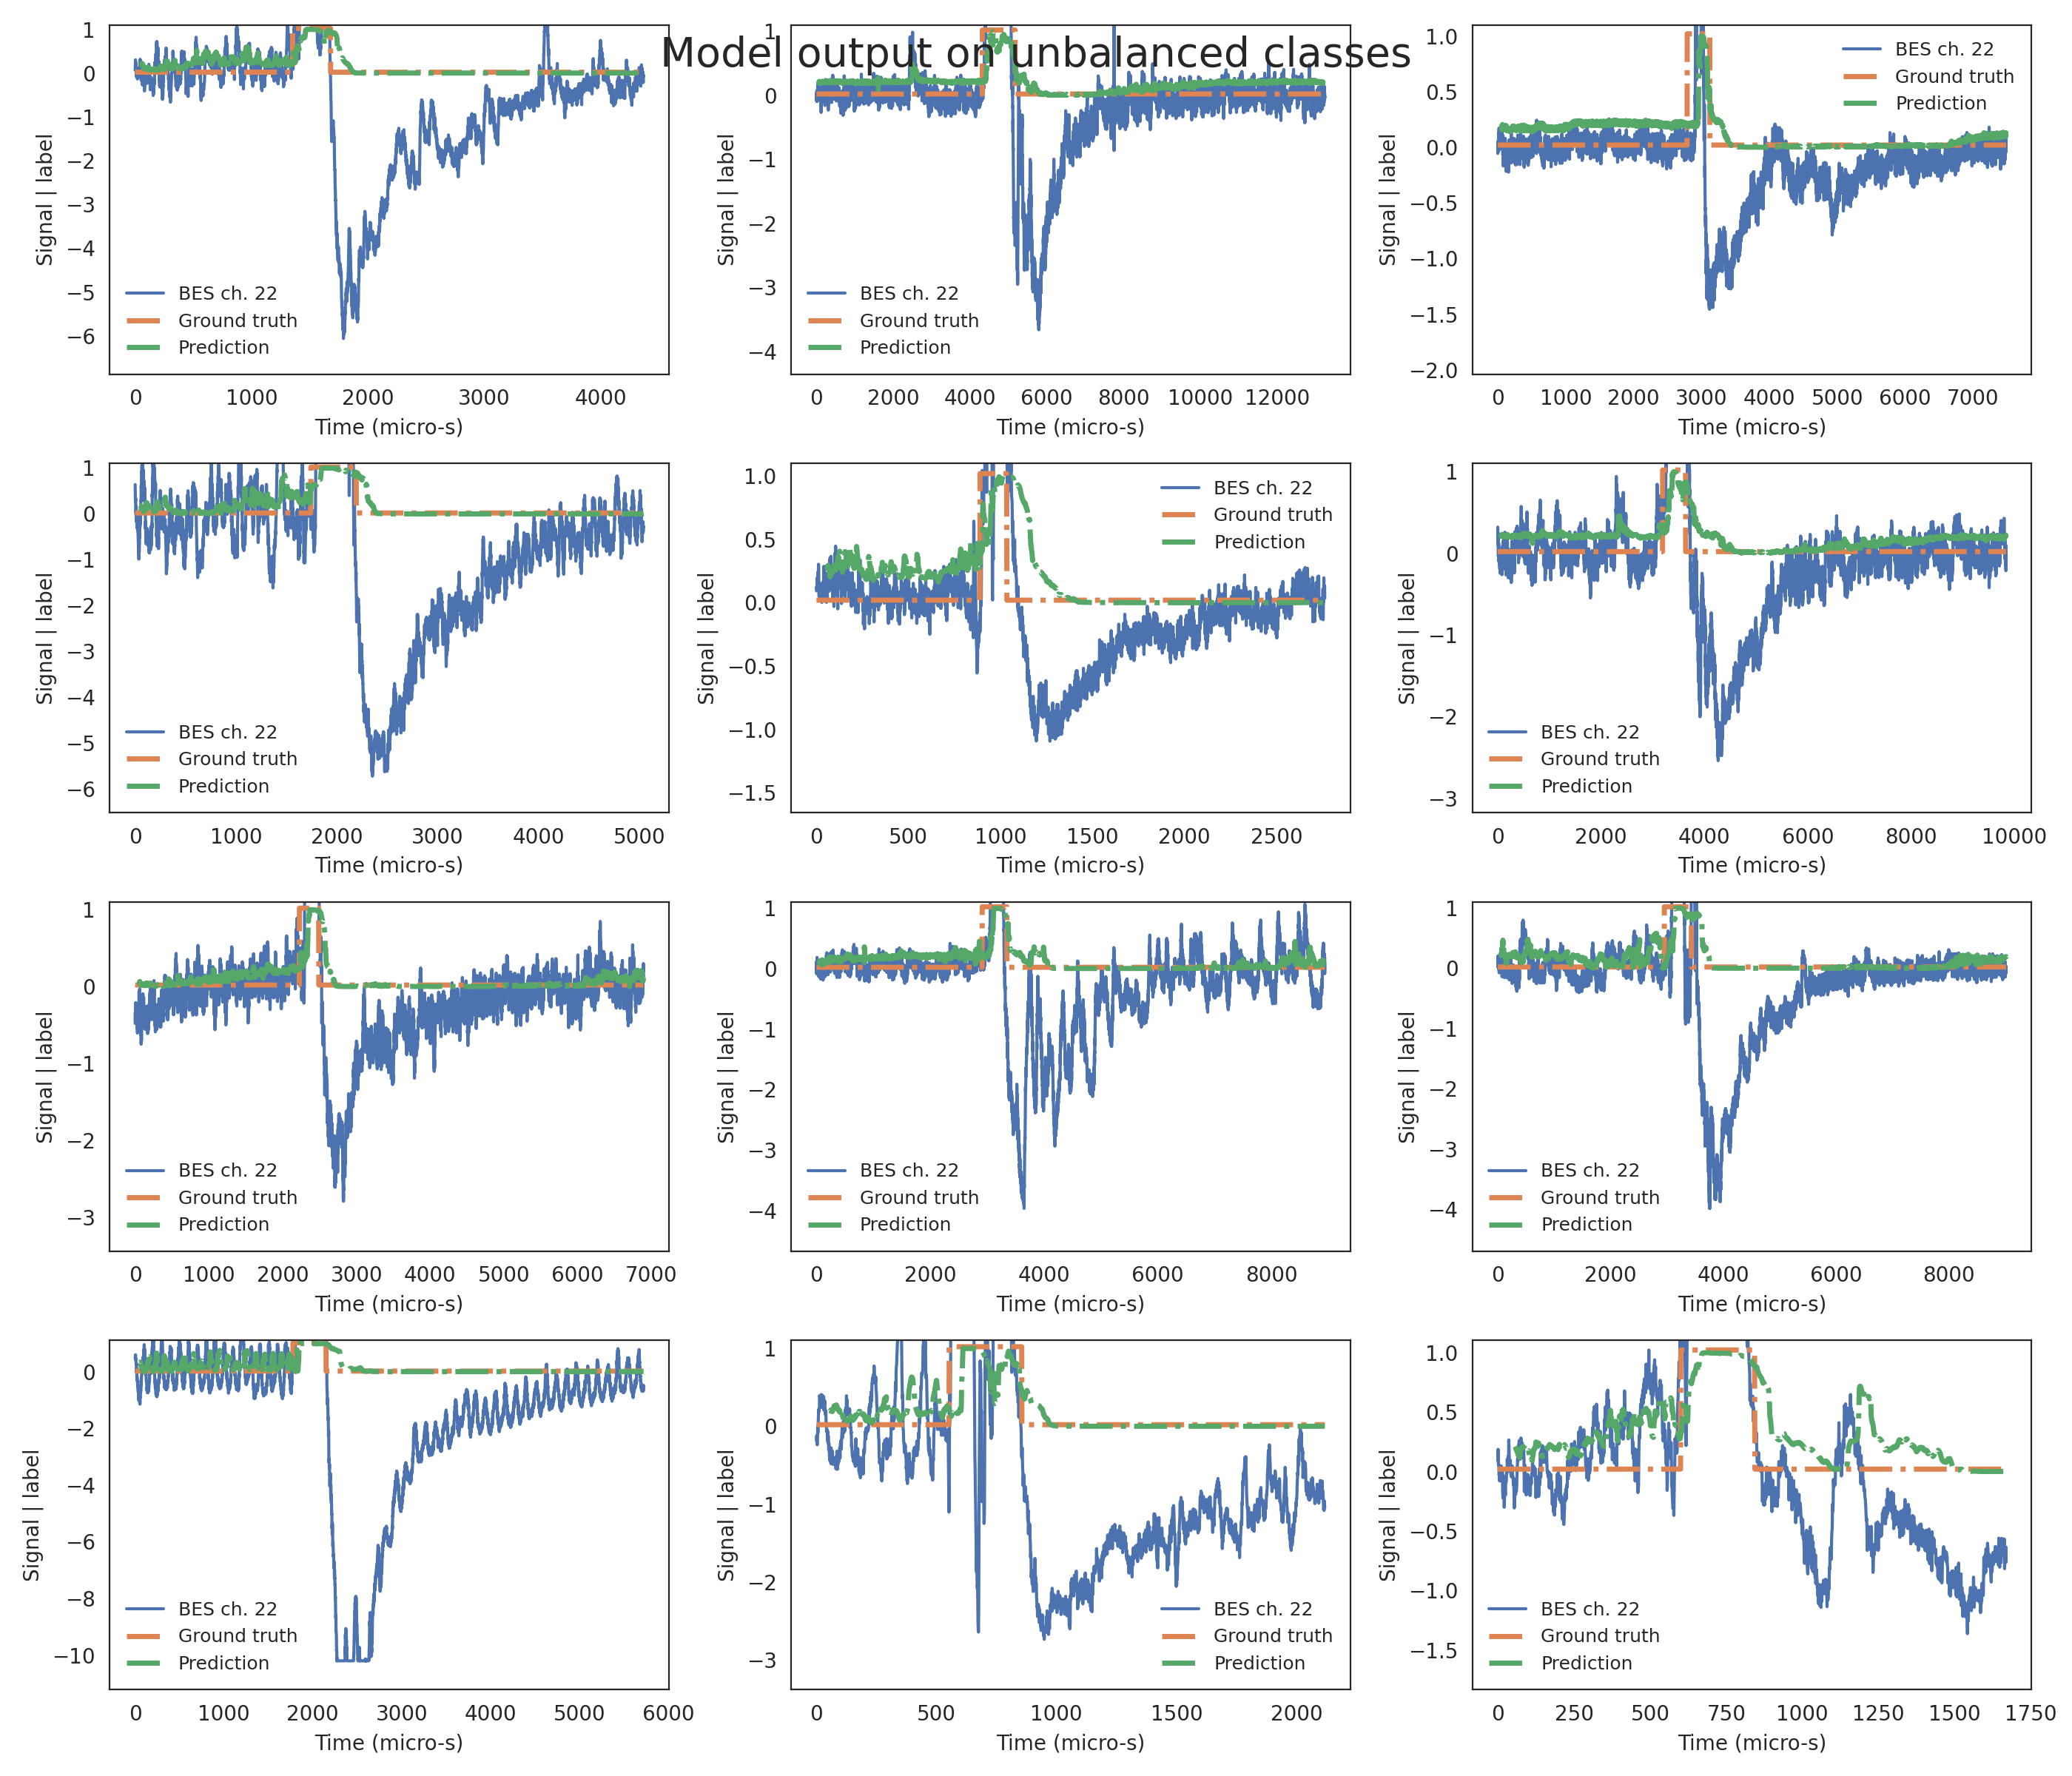 Model output on unbalanced classes
1
0
−1
−2
−3
−4
−5
−6
Signal | label
BES ch. 22
Ground truth
Prediction
0 1000 2000 3000 4000
Time (micro-s)
1
0
−1
−2
−3
−4
Signal | label
BES ch. 22
Ground truth
Prediction
0 2000 4000 6000 8000 10000 12000
Time (micro-s)
1.0
0.5
0.0
−0.5
−1.0
−1.5
−2.0
Signal | label
BES ch. 22
Ground truth
Prediction
0 1000 2000 3000 4000 5000 6000 7000
Time (micro-s)
1
0
−1
−2
−3
−4
−5
−6
Signal | label
BES ch. 22
Ground truth
Prediction
0 1000 2000 3000 4000 5000
Time (micro-s)
1.0
0.5
0.0
−0.5
−1.0
−1.5
Signal | label
BES ch. 22
Ground truth
Prediction
0 500 1000 1500 2000 2500
Time (micro-s)
1
0
−1
−2
−3
Signal | label
BES ch. 22
Ground truth
Prediction
0 2000 4000 6000 8000 10000
Time (micro-s)
1
0
−1
−2
−3
Signal | label
BES ch. 22
Ground truth
Prediction
0 1000 2000 3000 4000 5000 6000 7000
Time (micro-s)
1
0
−1
−2
−3
−4
Signal | label
BES ch. 22
Ground truth
Prediction
0 2000 4000 6000 8000
Time (micro-s)
1
0
−1
−2
−3
−4
Signal | label
BES ch. 22
Ground truth
Prediction
0 2000 4000 6000 8000
Time (micro-s)
0
−2
−4
−6
−8
−10
Signal | label
BES ch. 22
Ground truth
Prediction
0 1000 2000 3000 4000 5000 6000
Time (micro-s)
1
0
−1
−2
−3
Signal | label
BES ch. 22
Ground truth
Prediction
0 500 1000 1500 2000
Time (micro-s)
1.0
0.5
0.0
−0.5
−1.0
−1.5
Signal | label
BES ch. 22
Ground truth
Prediction
0 250 500 750 1000 1250 1500 1750
Time (micro-s)